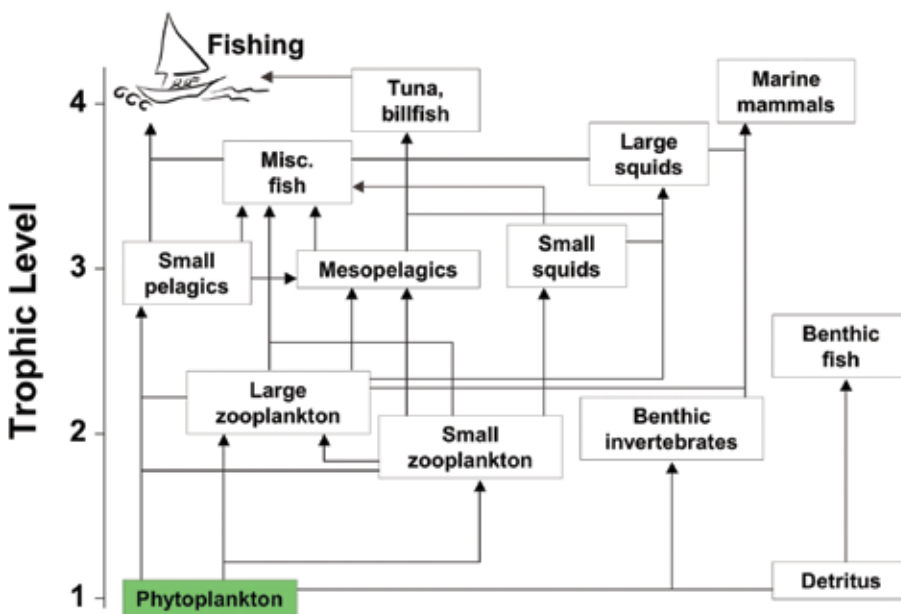 Fishing
Tuna,
billfish
Marine
mammals
4
Misc.
fish
Large
squids
Small
pelagics
Mesopelagics
Small
squids
3
Benthic
fish
Large
zooplankton
Small
zooplankton
Benthic
invertebrates
2
Detritus
1
Phytoplankton
Trophic Level